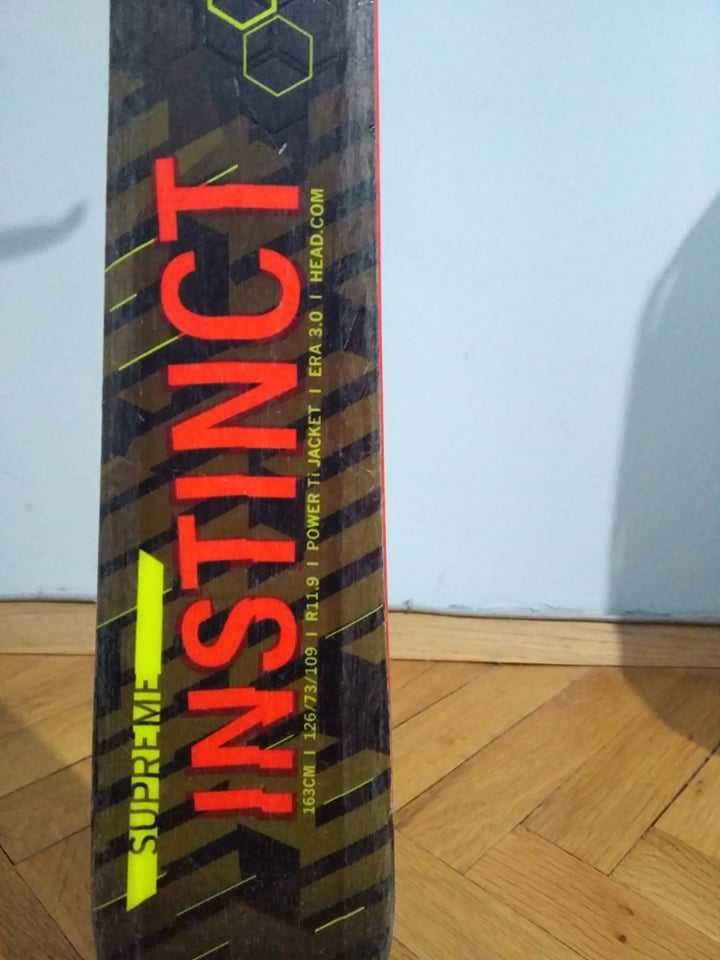 SUPREME
INSTINCT
163CM | 126/73/109 | R11.9 | POWER Ti JACKET | ERA 3.0 | HEAD.COM